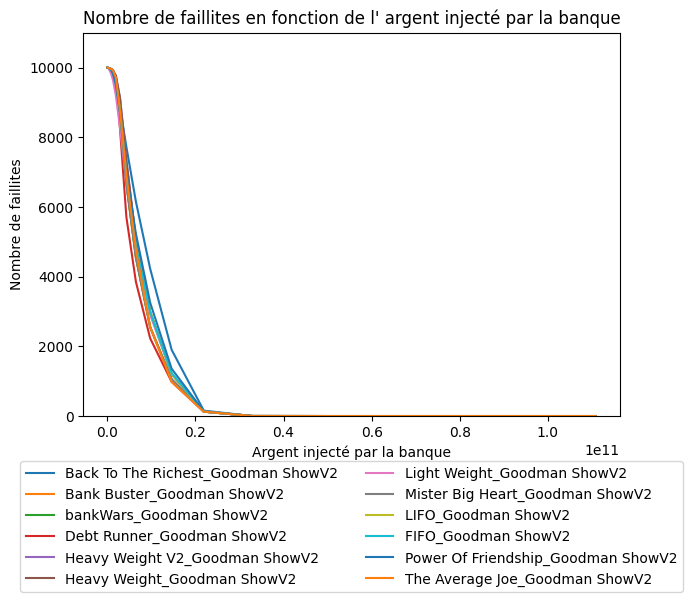 Nombre de faillites en fonction de l' argent injecté par la banque
10000
8000
6000
4000
2000
0
Nombre de faillites
0.0
0.2
0.4
0.6
0.8
1.0
1e11
Argent injecté par la banque
Back To The Richest_Goodman ShowV2
Bank Buster_Goodman ShowV2
bankWars_Goodman ShowV2
Debt Runner_Goodman ShowV2
Heavy Weight V2_Goodman ShowV2
Heavy Weight_Goodman ShowV2
Light Weight_Goodman ShowV2
Mister Big Heart_Goodman ShowV2
LIFO_Goodman ShowV2
FIFO_Goodman ShowV2
Power Of Friendship_Goodman ShowV2
The Average Joe_Goodman ShowV2